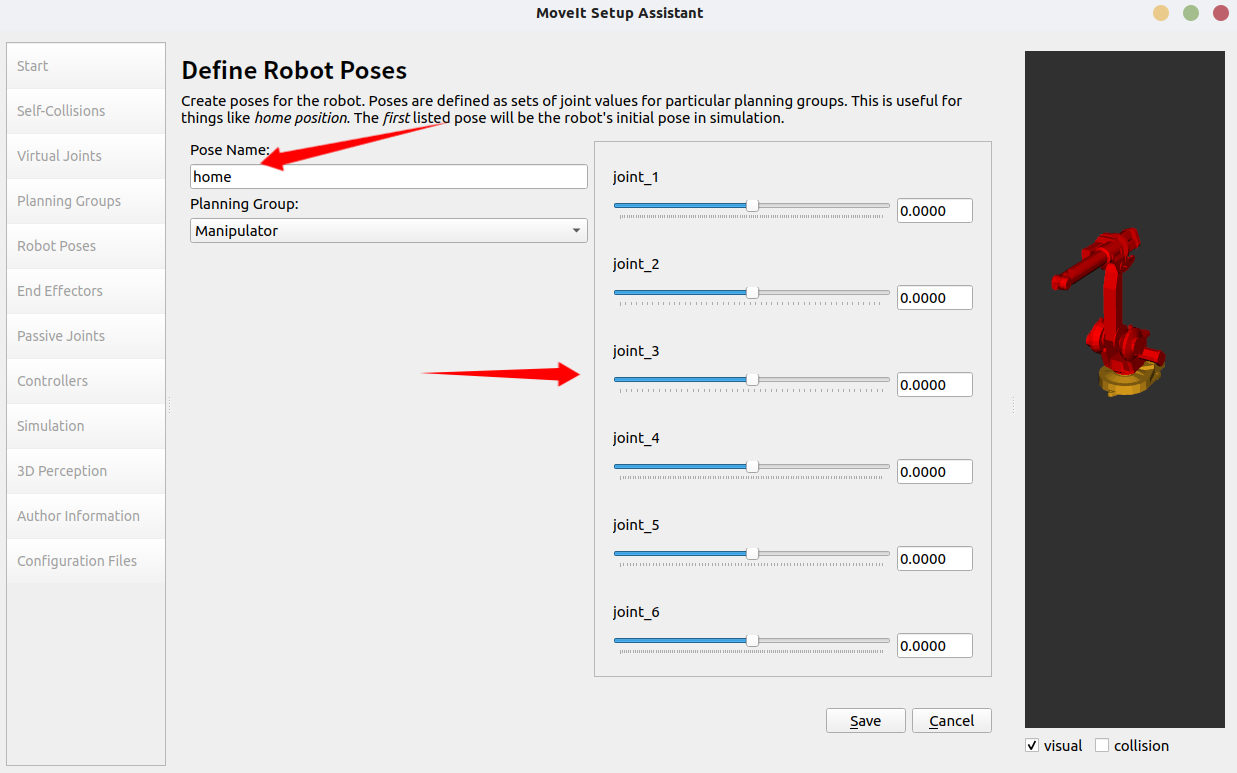 MoveIt Setup Assistant
Start
Self-Collisions
Virtual Joints
Planning Groups
Robot Poses
End Effectors
Passive Joints
Controllers
Simulation
3D Perception
Author Information
Configuration Files
Define Robot Poses
Create poses for the robot. Poses are defined as sets of joint values for particular planning groups. This is useful for
things like home position. The first listed pose will be the robot's initial pose in simulation.
Pose Name:
home
Planning Group:
Manipulator
joint_1
0.0000
joint_2
0.0000
joint_3
0.0000
joint_4
0.0000
joint_5
0.0000
joint_6
0.0000
Save Cancel
visual collision